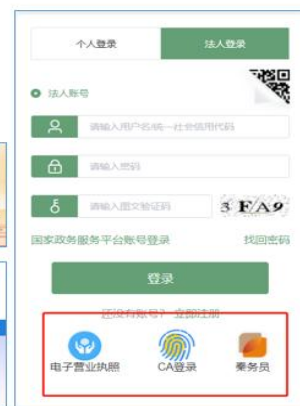 个人登录
法人登录
法人账号
请输入用户名/统一社会信用代码
请输入密码
请输入图文验证码
3 FA9
国家政务服务平台账号登录
找回密码
登录
还没有账号？ 立即注册
电子营业执照
CA登录
秦务员